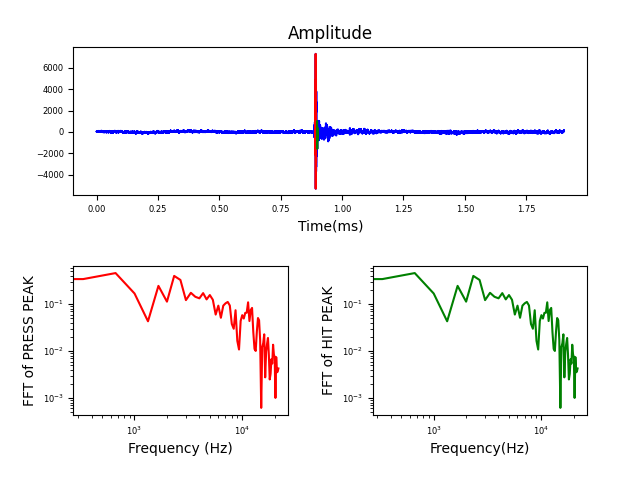 Amplitude
6000
4000
2000
0
−2000
−4000
0.00 0.25 0.50 0.75 1.00 1.25 1.50 1.75
Time(ms)
FFT of PRESS PEAK
10⁻¹
10⁻²
10⁻³
10³ 10⁴
Frequency (Hz)
FFT of HIT PEAK
10⁻¹
10⁻²
10⁻³
10³ 10⁴
Frequency(Hz)